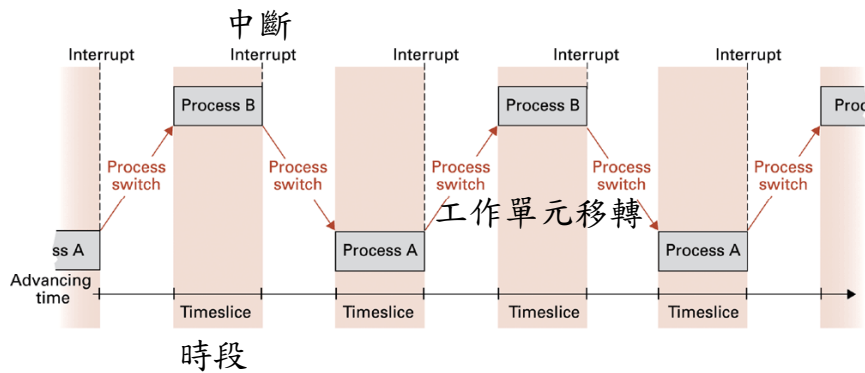 中斷
Interrupt Interrupt Interrupt Interrupt Interrupt
Process B Process B Proc
Process switch Process switch Process switch Process switch Process switch
工作單元移轉
ss A Process A Process A
Advancing time
Timeslice Timeslice Timeslice Timeslice
時段